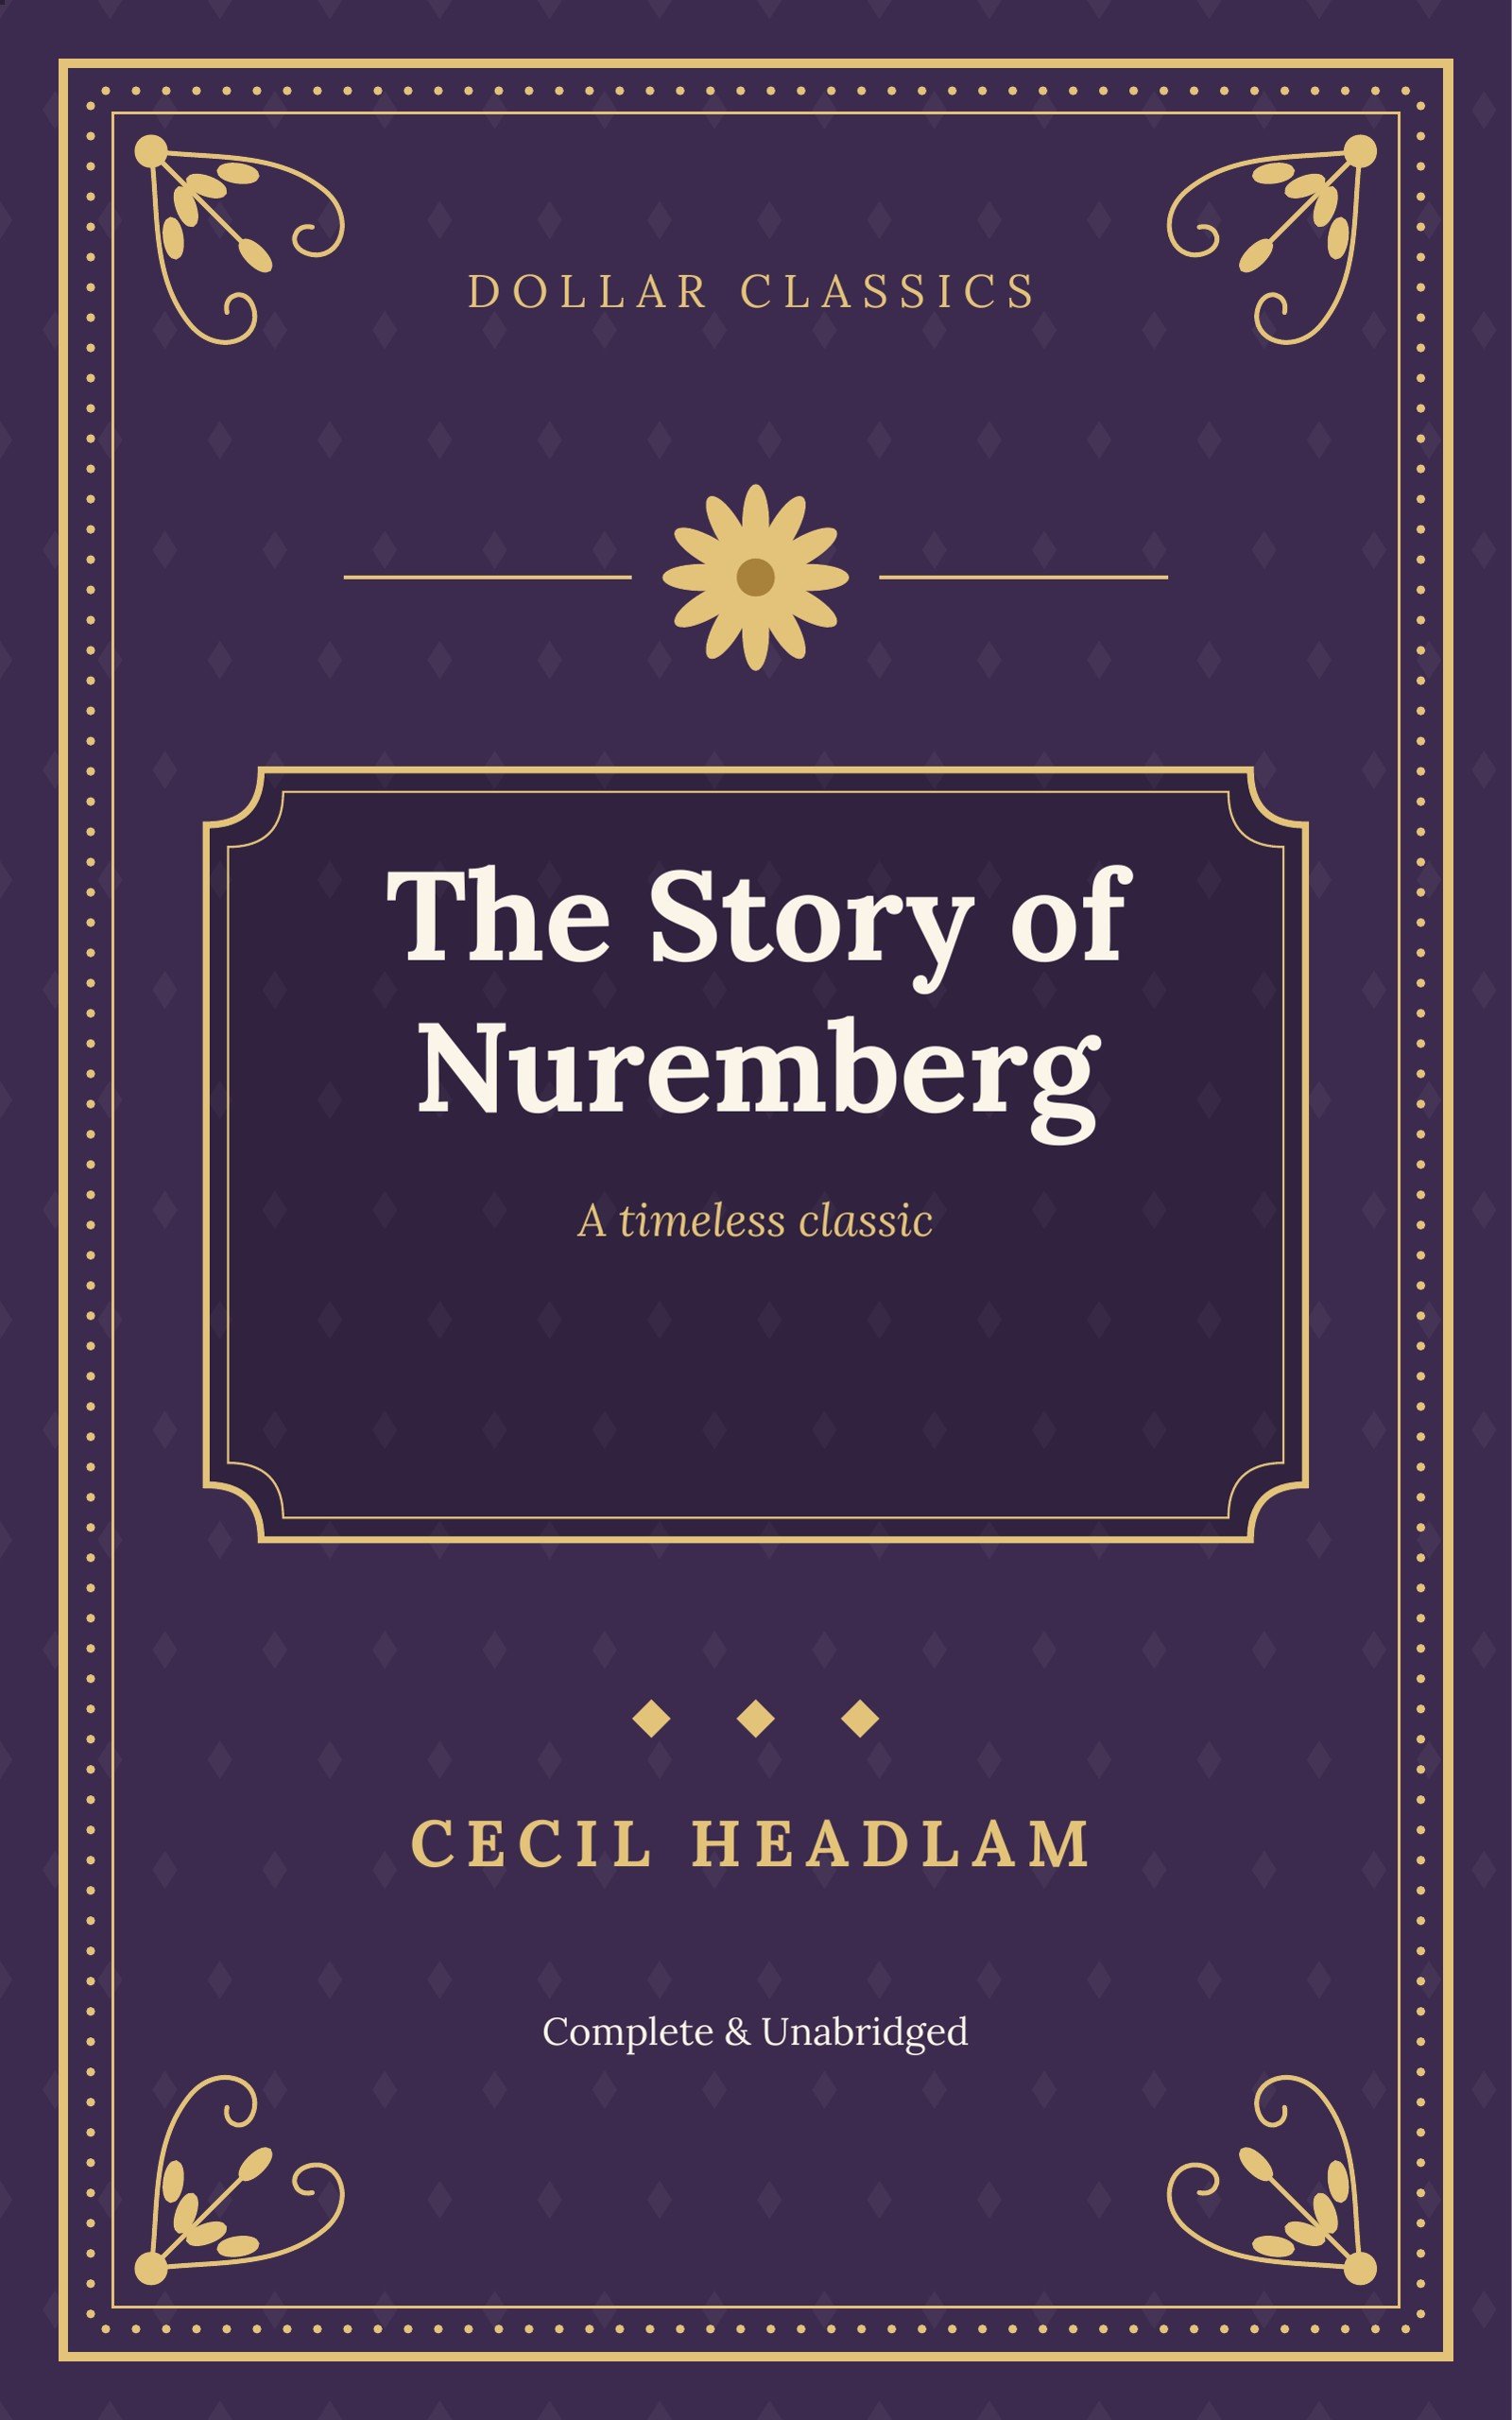 DOLLAR CLASSICS
The Story of
Nuremberg
A timeless classic
CECIL HEADLAM
Complete & Unabridged